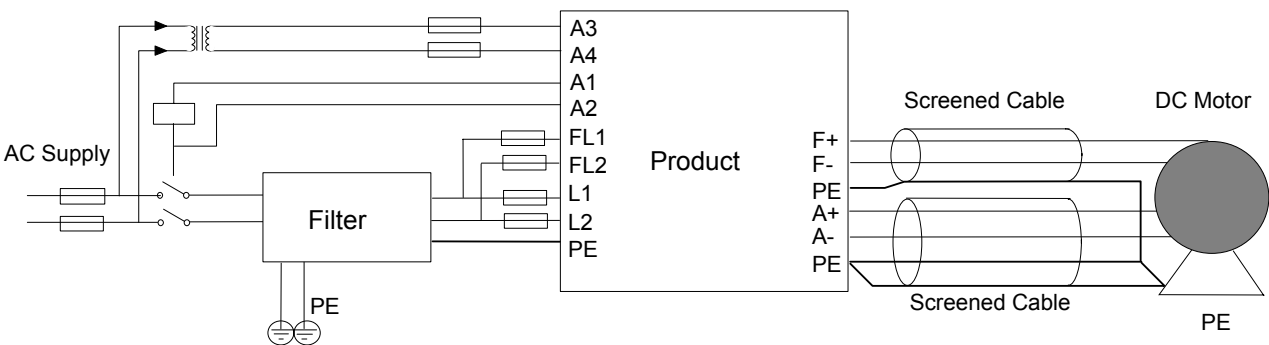 A3
A4
A1
A2
FL1
FL2
L1
L2
PE
AC Supply
Filter
PE
Product
F+
F-
PE
A+
A-
PE
Screened Cable
DC Motor
Screened Cable
PE